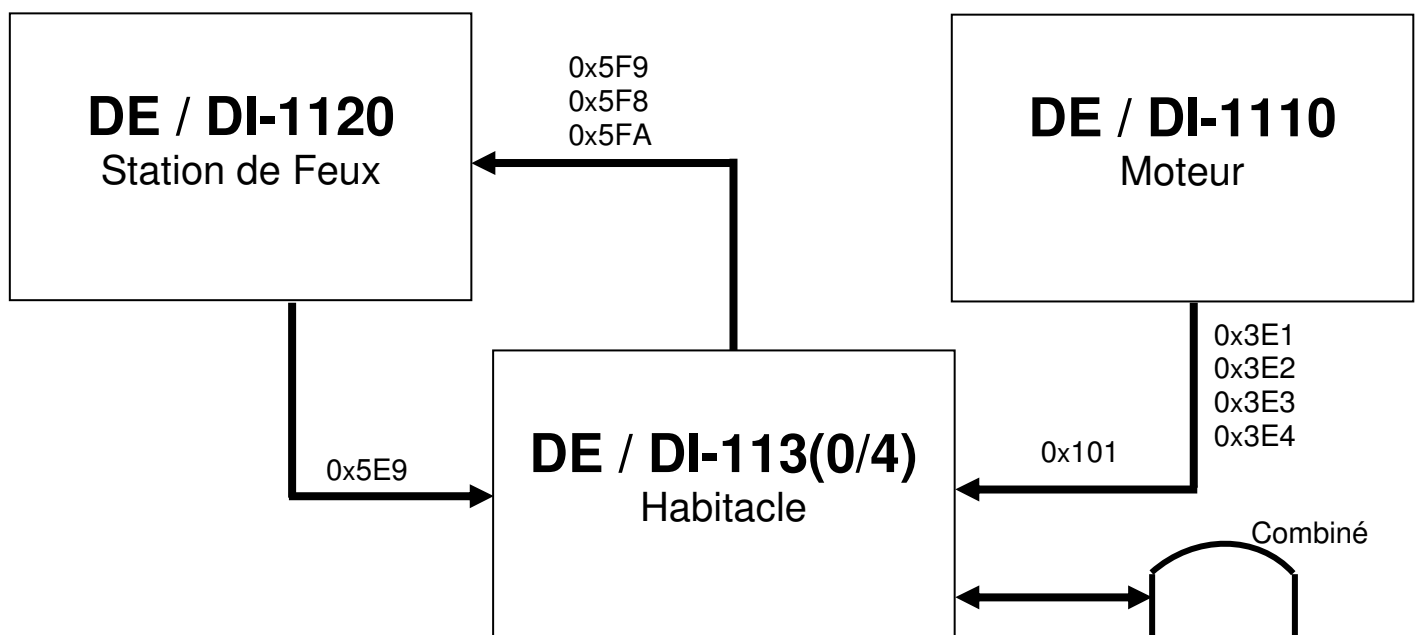 DE / DI-1120
Station de Feux
0x5F9
0x5F8
0x5FA
DE / DI-1110
Moteur
0x3E1
0x3E2
0x3E3
0x3E4
0x5E9
DE / DI-113(0/4)
Habitacle
0x101
Combiné